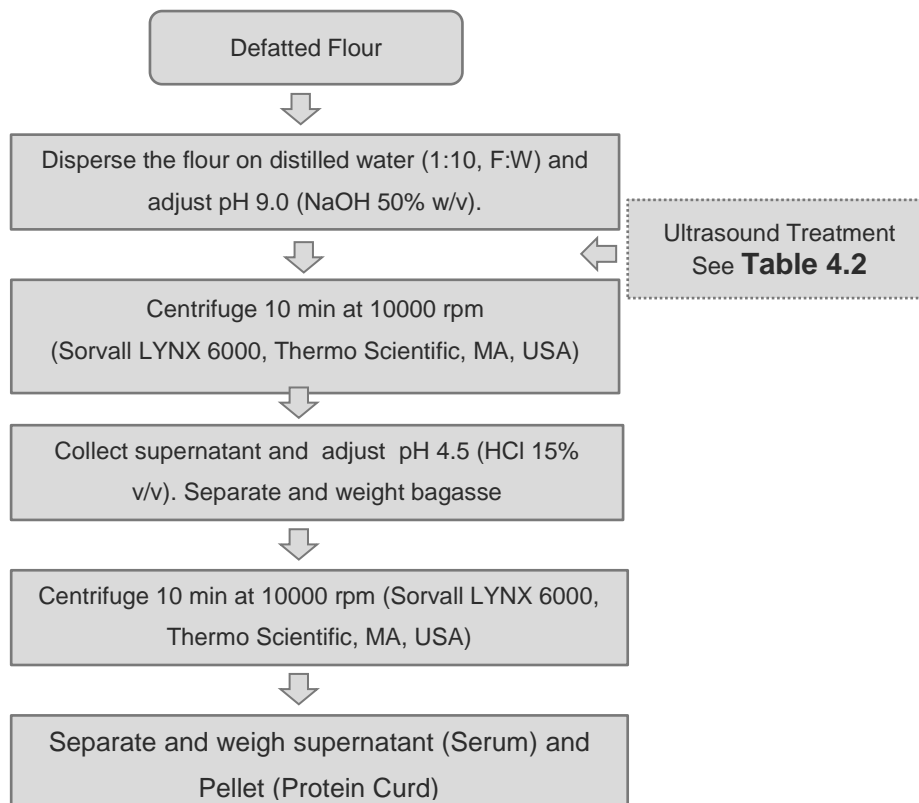 Defatted Flour
Disperse the flour on distilled water (1:10, F:W) and
adjust pH 9.0 (NaOH 50% w/v).
Ultrasound Treatment
See Table 4.2
Centrifuge 10 min at 10000 rpm
(Sorvall LYNX 6000, Thermo Scientific, MA, USA)
Collect supernatant and adjust pH 4.5 (HCl 15%
v/v). Separate and weight bagasse
Centrifuge 10 min at 10000 rpm (Sorvall LYNX 6000,
Thermo Scientific, MA, USA)
Separate and weigh supernatant (Serum) and
Pellet (Protein Curd)